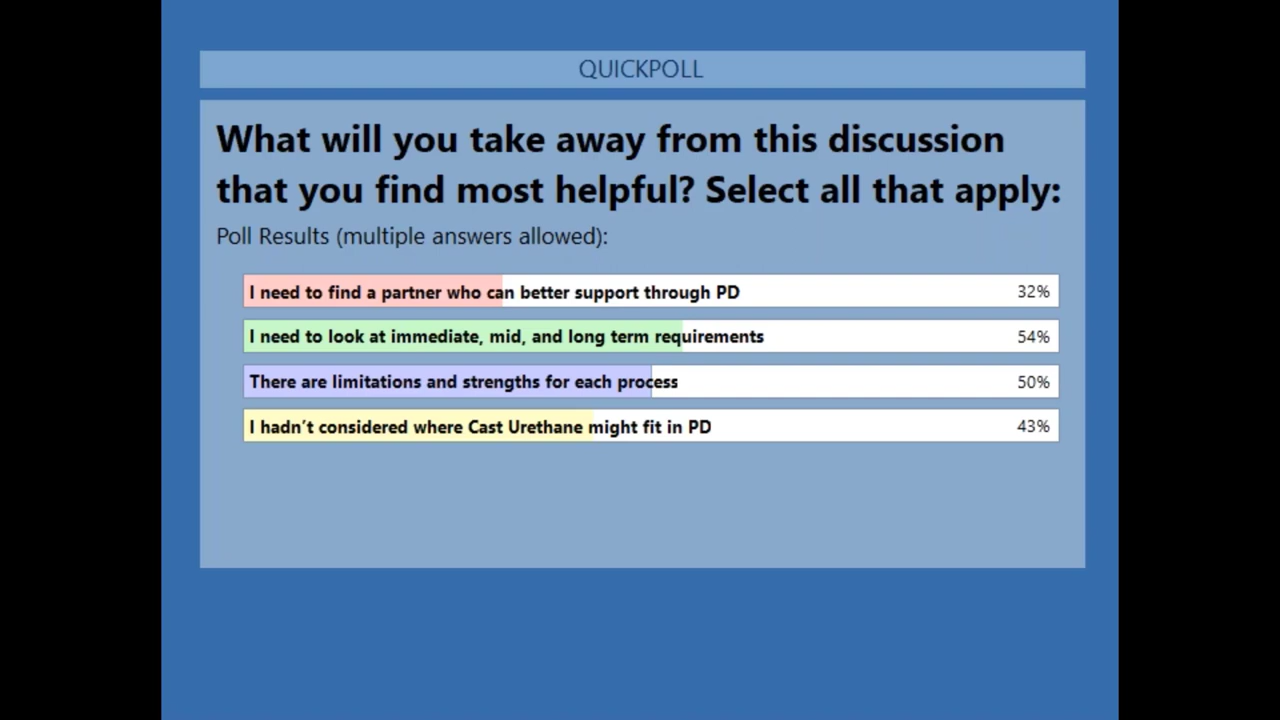 QUICKPOLL
What will you take away from this discussion
that you find most helpful? Select all that apply:
Poll Results (multiple answers allowed):
I need to find a partner who can better support through PD 32%
I need to look at immediate, mid, and long term requirements 54%
There are limitations and strengths for each process 50%
I hadn’t considered where Cast Urethane might fit in PD 43%